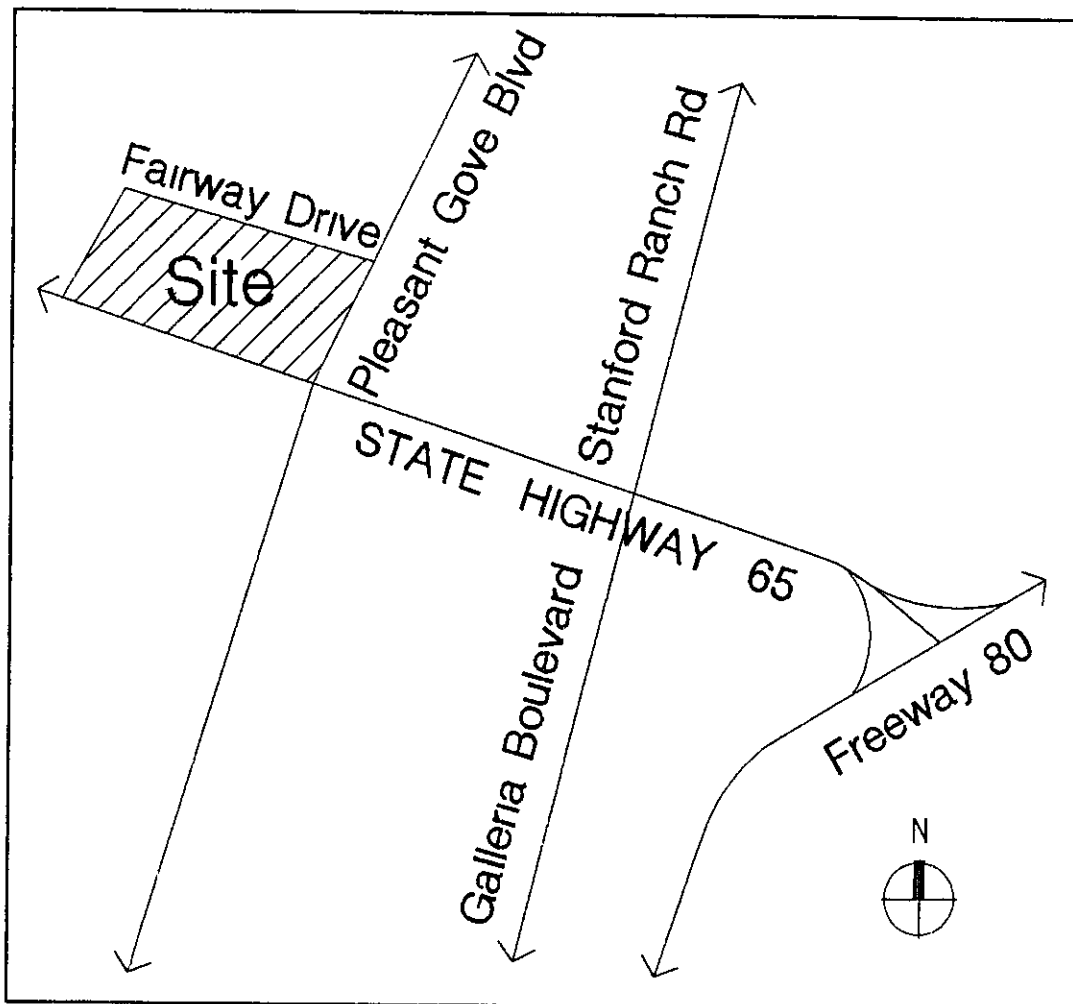 Pleasant Gove Blvd
Stanford Ranch Rd
Fairway Drive
Site
STATE HIGHWAY 65
Galleria Boulevard
Freeway 80
N